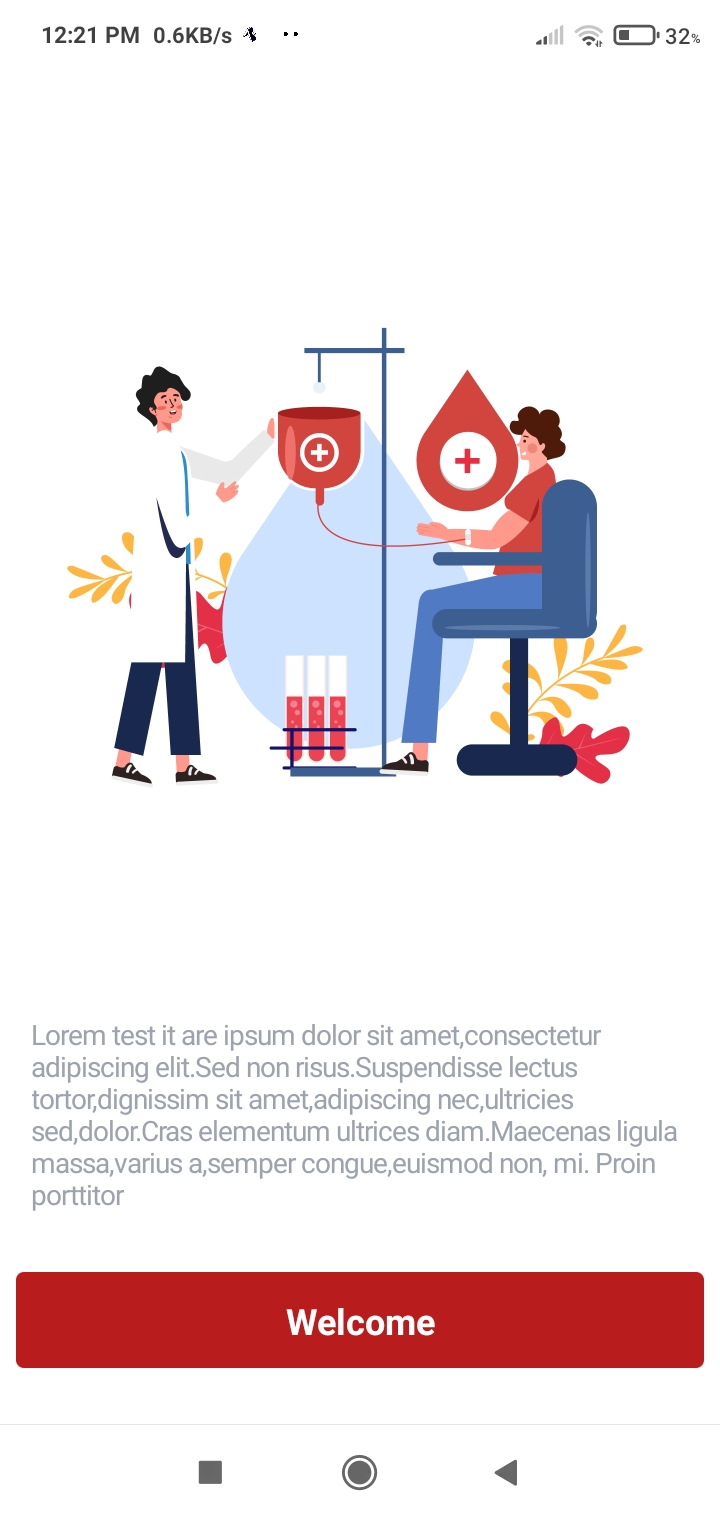 12:21 PM 0.6KB/s 32%
Lorem test it are ipsum dolor sit amet,consectetur
adipiscing elit.Sed non risus.Suspendisse lectus
tortor,dignissim sit amet,adipiscing nec,ultricies
sed,dolor.Cras elementum ultrices diam.Maecenas ligula
massa,varius a,semper congue,euismod non, mi. Proin
porttitor
Welcome